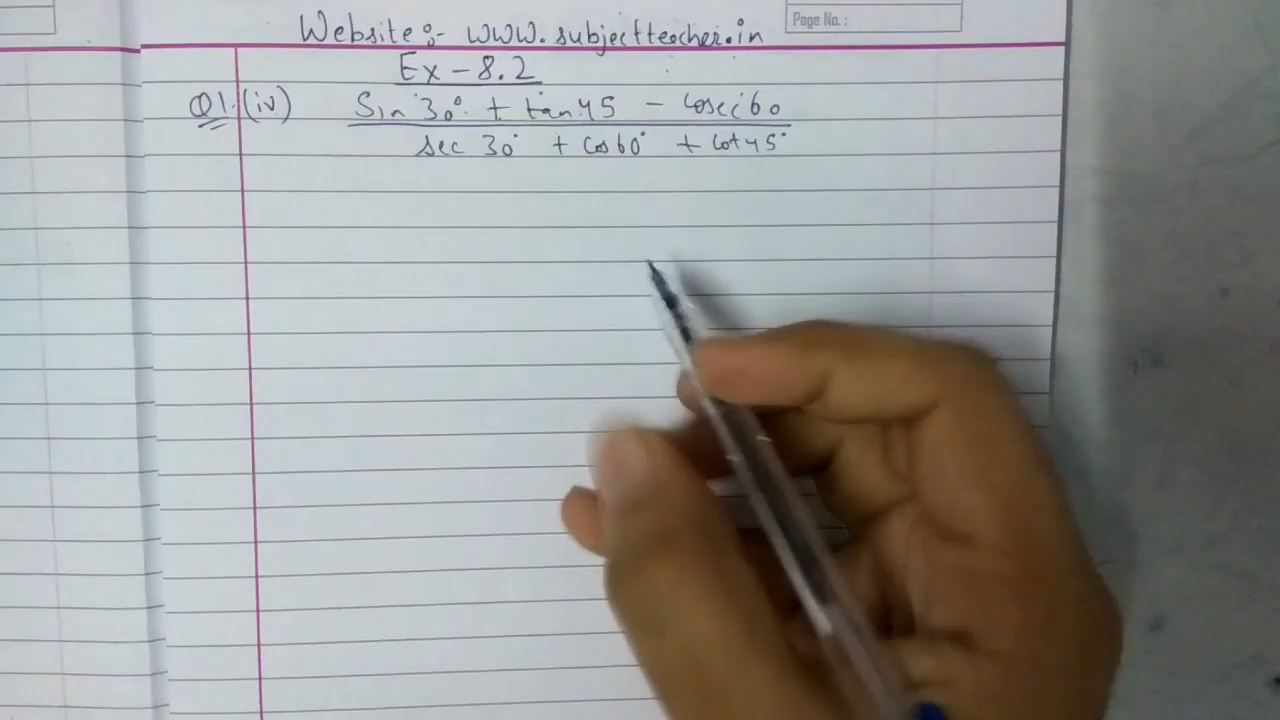 Page No. :
Website :- www.subjectteacher.in
Ex - 8.2
Q1. (iv) Sin 30° + tan 45 - Cosec 60
sec 30° + Cos 60° + Cot 45°